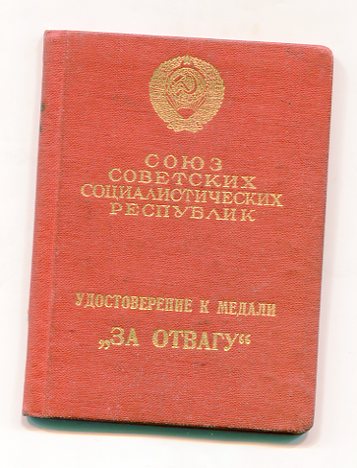 СОЮЗ
СОВЕТСКИХ
СОЦИАЛИСТИЧЕСКИХ
РЕСПУБЛИК
УДОСТОВЕРЕНИЕ К МЕДАЛИ
„ЗА ОТВАГУ“